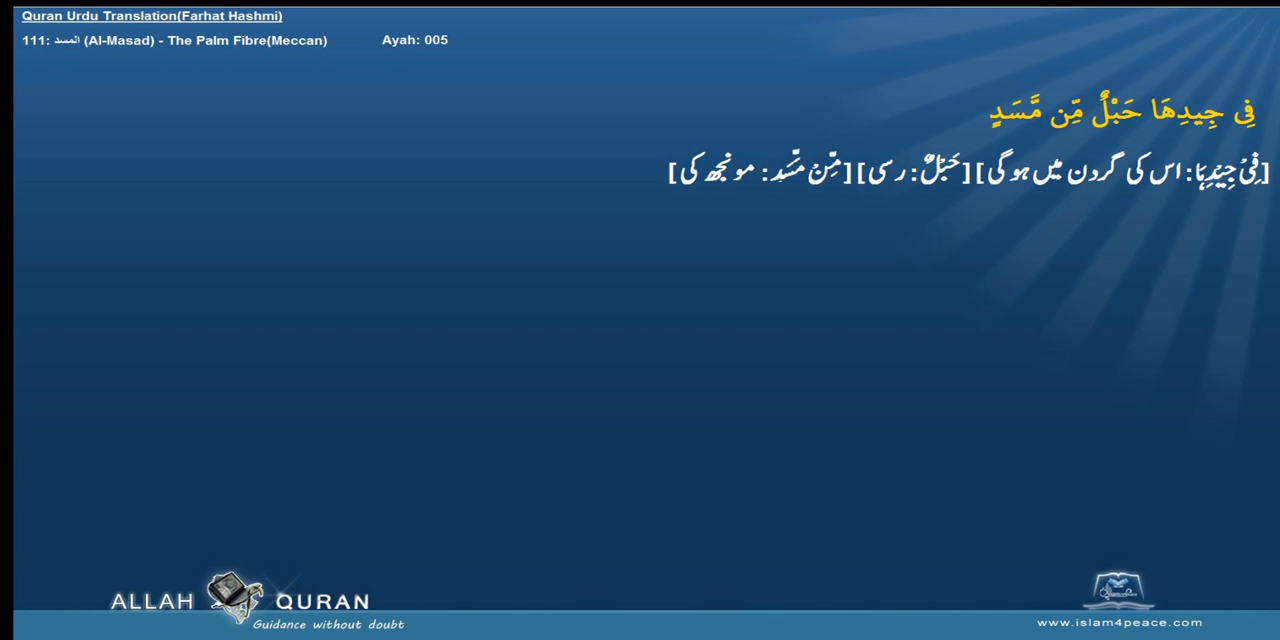 Quran Urdu Translation(Farhat Hashmi)
111: المسد (Al-Masad) - The Palm Fibre(Meccan) Ayah: 005
فِى جِيدِهَا حَبْلٌ مِّن مَّسَدٍ
[فِیْ جِیْدِہَا: اس کی گردن میں ہو گی] [حَبْلٌ: رسی] [مِّنْ مَّسَدٍ: مونجھ کی]
ALLAH QURAN
Guidance without doubt
www.islam4peace.com